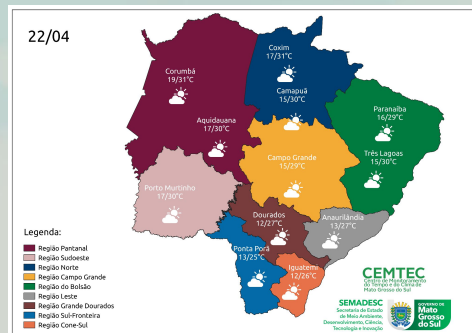 22/04
Coxim
17/31°C
Corumbá
19/31°C
Camapuã
15/30°C
Paranaíba
16/29°C
Aquidauana
17/30°C
Três Lagoas
15/30°C
Campo Grande
15/29°C
Porto Murtinho
17/30°C
Dourados
12/27°C
Anaurilândia
13/27°C
Ponta Porã
13/25°C
Iguatemi
12/26°C
Legenda:
Região Pantanal
Região Sudoeste
Região Norte
Região Campo Grande
Região do Bolsão
Região Leste
Região Grande Dourados
Região Sul-Fronteira
Região Cone-Sul
CEMTEC
Centro de Monitoramento
do Tempo e do Clima de
Mato Grosso do Sul
SEMADESC
Secretaria de Estado
de Meio Ambiente,
Desenvolvimento, Ciência,
Tecnologia e Inovação
GOVERNO DE
Mato
Grosso
do Sul